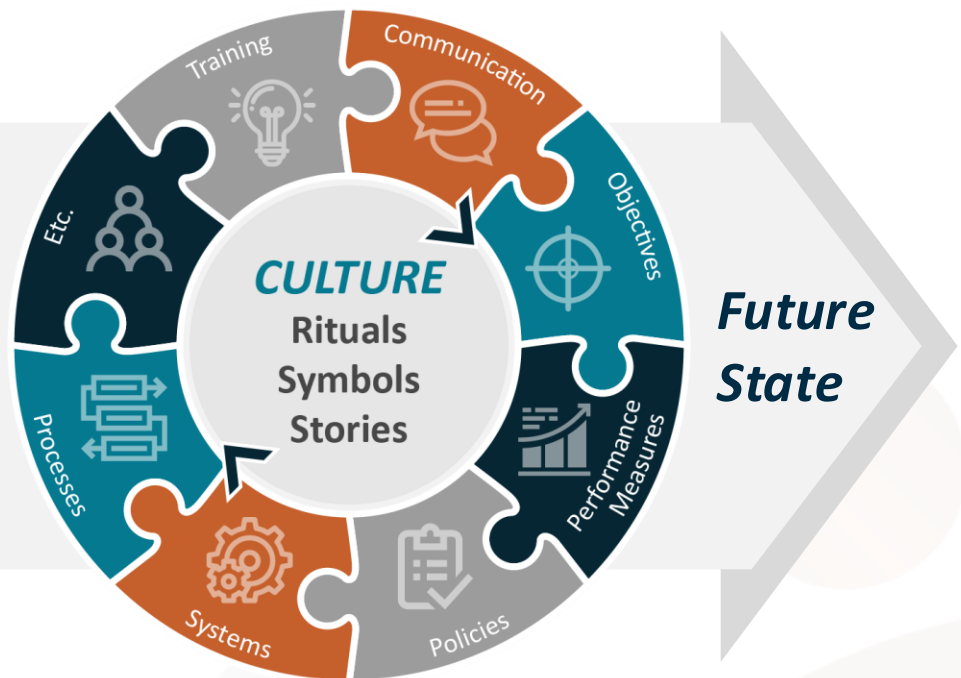 Training
Communication
Objectives
Performance
Measures
Policies
Systems
Processes
Etc.
CULTURE
Rituals
Symbols
Stories
Future
State